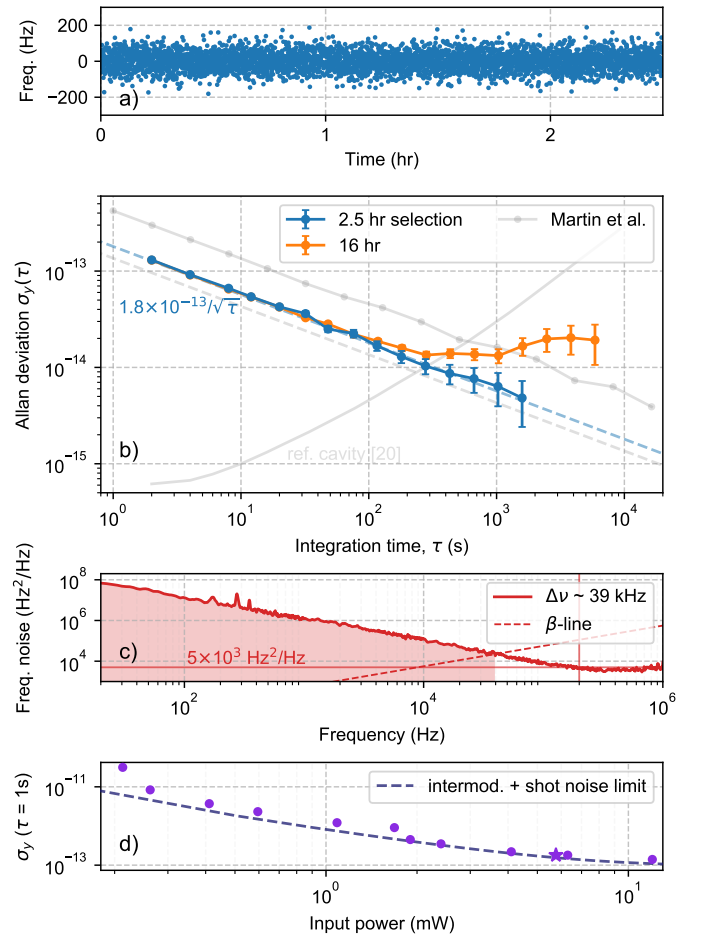 200
0
−200
Freq. (Hz)
a)
0
1
2
Time (hr)
2.5 hr selection
16 hr
Martin et al.
10⁻¹³
10⁻¹⁴
10⁻¹⁵
Allan deviation σy(τ)
1.8×10⁻¹³/√τ
ref. cavity [20]
b)
10⁰
10¹
10²
10³
10⁴
Integration time, τ (s)
10⁸
10⁶
10⁴
Freq. noise (Hz²/Hz)
Δν ~ 39 kHz
β-line
c)
5×10³ Hz²/Hz
10²
10⁴
10⁶
Frequency (Hz)
10⁻¹¹
10⁻¹³
σy (τ = 1s)
intermod. + shot noise limit
d)
10⁰
10¹
Input power (mW)